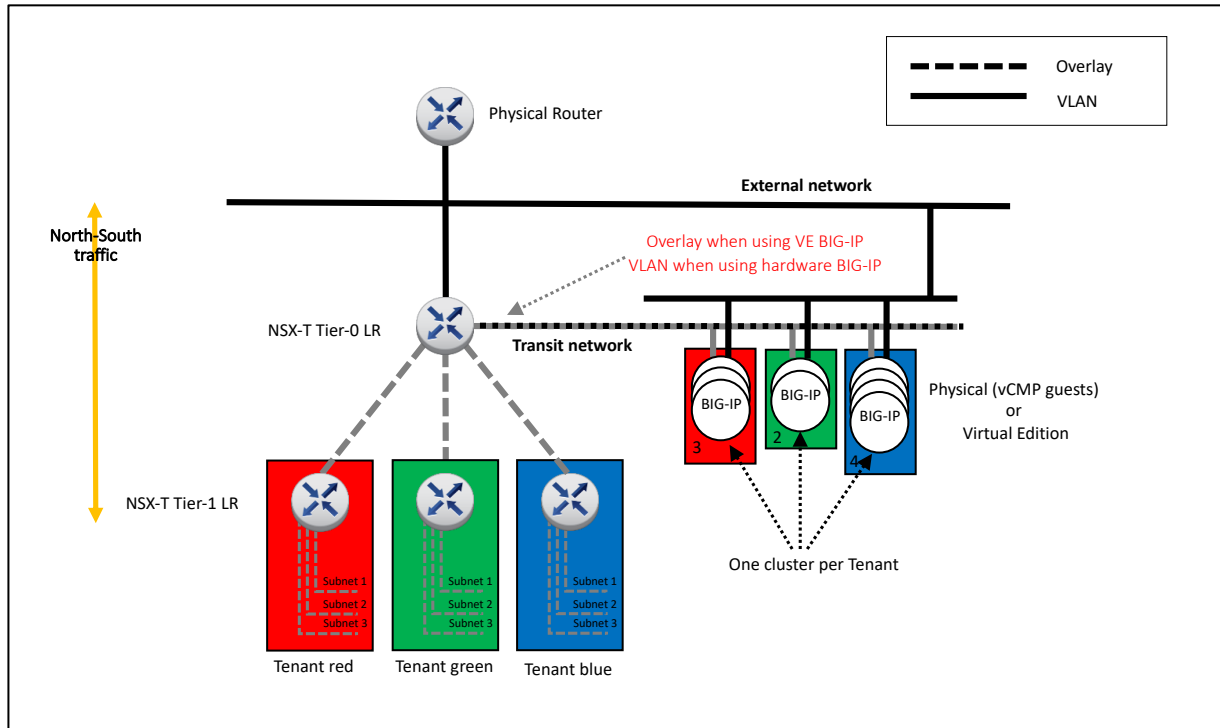 Overlay
VLAN
Physical Router
External network
North-South
traffic
Overlay when using VE BIG-IP
VLAN when using hardware BIG-IP
NSX-T Tier-0 LR
Transit network
BIG-IP
3
BIG-IP
2
BIG-IP
4
Physical (vCMP guests)
or
Virtual Edition
NSX-T Tier-1 LR
One cluster per Tenant
Subnet 1
Subnet 2
Subnet 3
Subnet 1
Subnet 2
Subnet 3
Subnet 1
Subnet 2
Subnet 3
Tenant red
Tenant green
Tenant blue